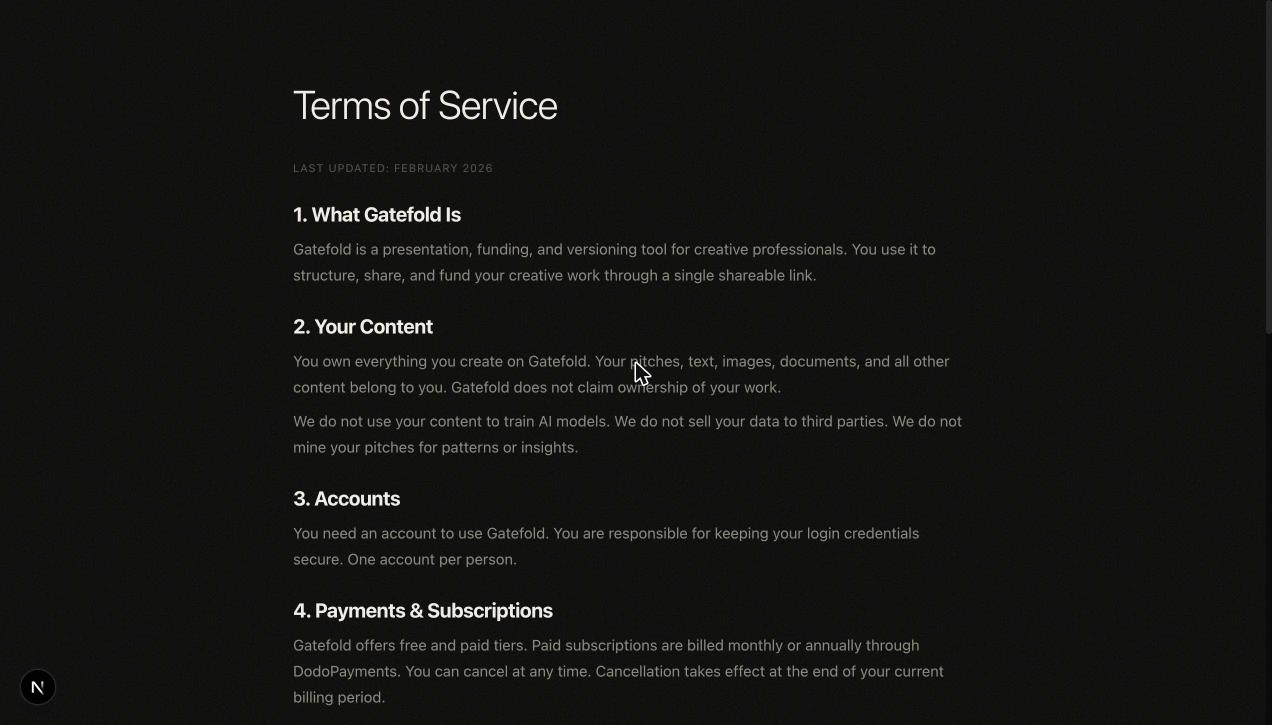 Terms of Service
LAST UPDATED: FEBRUARY 2026
1. What Gatefold Is
Gatefold is a presentation, funding, and versioning tool for creative professionals. You use it to
structure, share, and fund your creative work through a single shareable link.
2. Your Content
You own everything you create on Gatefold. Your pitches, text, images, documents, and all other
content belong to you. Gatefold does not claim ownership of your work.
We do not use your content to train AI models. We do not sell your data to third parties. We do not
mine your pitches for patterns or insights.
3. Accounts
You need an account to use Gatefold. You are responsible for keeping your login credentials
secure. One account per person.
4. Payments & Subscriptions
Gatefold offers free and paid tiers. Paid subscriptions are billed monthly or annually through
DodoPayments. You can cancel at any time. Cancellation takes effect at the end of your current
billing period.
N